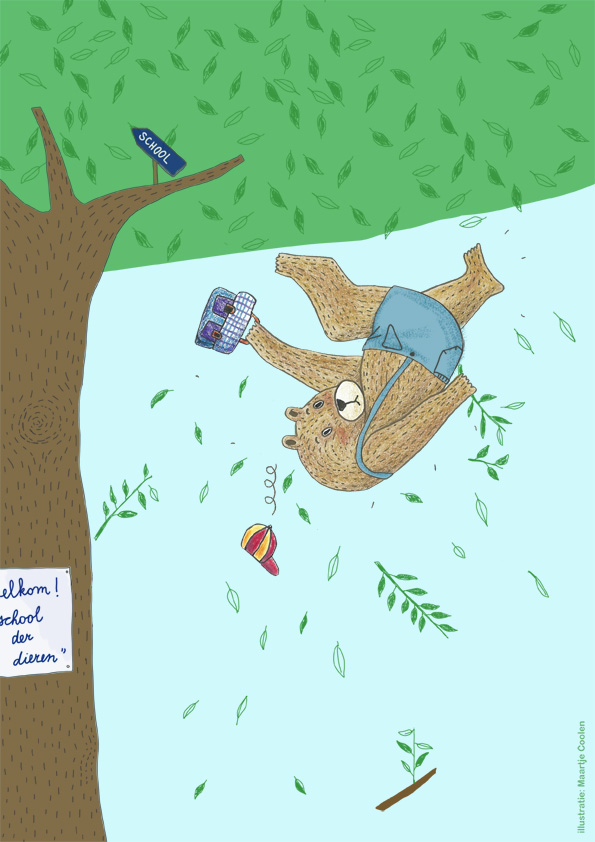 SCHOOL
elkom!
school
der
dieren"
illustratie: Maartje Coolen